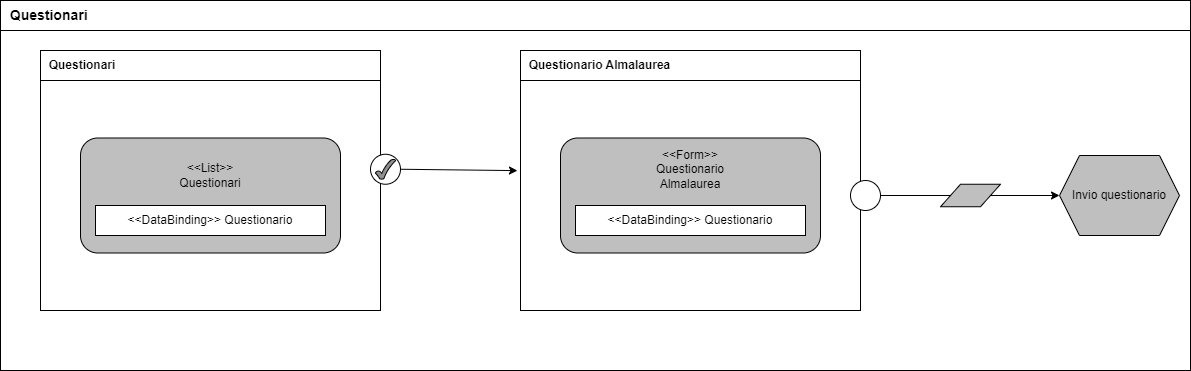 Questionari
Questionari
<<List>>
Questionari
<<DataBinding>> Questionario
Questionario Almalaurea
<<Form>>
Questionario
Almalaurea
<<DataBinding>> Questionario
Invio questionario